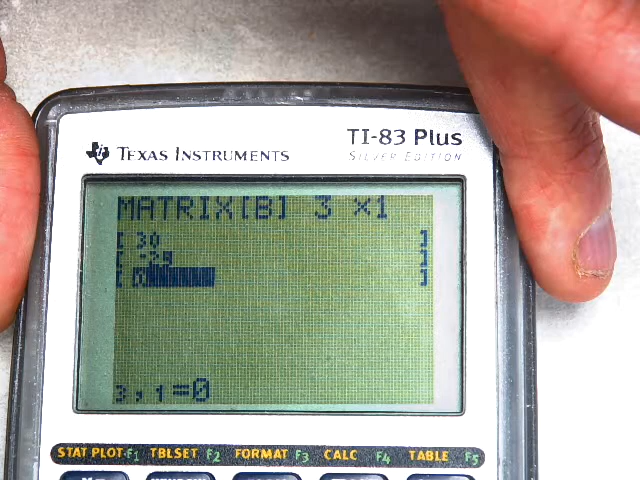 TI-83 Plus
TEXAS INSTRUMENTS
SILVER EDITION
MATRIX[B] 3 ×1
[ 30 ]
[ ]
[ 0 ]
3,1=0
STAT PLOT F1 TBLSET F2 FORMAT F3 CALC F4 TABLE F5